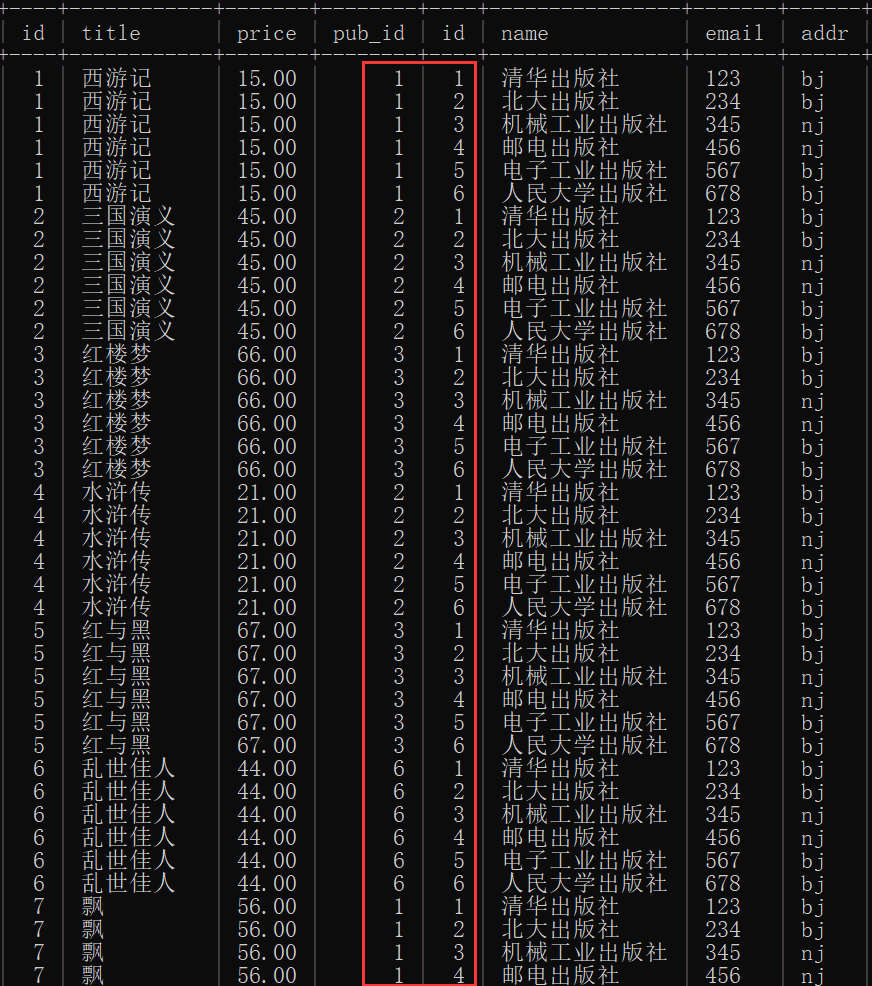 id title price pub_id id name email addr
1 西游记 15.00 1 1 清华出版社 123 bj
1 西游记 15.00 1 2 北大出版社 234 bj
1 西游记 15.00 1 3 机械工业出版社 345 nj
1 西游记 15.00 1 4 邮电出版社 456 nj
1 西游记 15.00 1 5 电子工业出版社 567 bj
1 西游记 15.00 1 6 人民大学出版社 678 bj
2 三国演义 45.00 2 1 清华出版社 123 bj
2 三国演义 45.00 2 2 北大出版社 234 bj
2 三国演义 45.00 2 3 机械工业出版社 345 nj
2 三国演义 45.00 2 4 邮电出版社 456 nj
2 三国演义 45.00 2 5 电子工业出版社 567 bj
2 三国演义 45.00 2 6 人民大学出版社 678 bj
3 红楼梦 66.00 3 1 清华出版社 123 bj
3 红楼梦 66.00 3 2 北大出版社 234 bj
3 红楼梦 66.00 3 3 机械工业出版社 345 nj
3 红楼梦 66.00 3 4 邮电出版社 456 nj
3 红楼梦 66.00 3 5 电子工业出版社 567 bj
3 红楼梦 66.00 3 6 人民大学出版社 678 bj
4 水浒传 21.00 2 1 清华出版社 123 bj
4 水浒传 21.00 2 2 北大出版社 234 bj
4 水浒传 21.00 2 3 机械工业出版社 345 nj
4 水浒传 21.00 2 4 邮电出版社 456 nj
4 水浒传 21.00 2 5 电子工业出版社 567 bj
4 水浒传 21.00 2 6 人民大学出版社 678 bj
5 红与黑 67.00 3 1 清华出版社 123 bj
5 红与黑 67.00 3 2 北大出版社 234 bj
5 红与黑 67.00 3 3 机械工业出版社 345 nj
5 红与黑 67.00 3 4 邮电出版社 456 nj
5 红与黑 67.00 3 5 电子工业出版社 567 bj
5 红与黑 67.00 3 6 人民大学出版社 678 bj
6 乱世佳人 44.00 6 1 清华出版社 123 bj
6 乱世佳人 44.00 6 2 北大出版社 234 bj
6 乱世佳人 44.00 6 3 机械工业出版社 345 nj
6 乱世佳人 44.00 6 4 邮电出版社 456 nj
6 乱世佳人 44.00 6 5 电子工业出版社 567 bj
6 乱世佳人 44.00 6 6 人民大学出版社 678 bj
7 飘 56.00 1 1 清华出版社 123 bj
7 飘 56.00 1 2 北大出版社 234 bj
7 飘 56.00 1 3 机械工业出版社 345 nj
7 飘 56.00 1 4 邮电出版社 456 nj